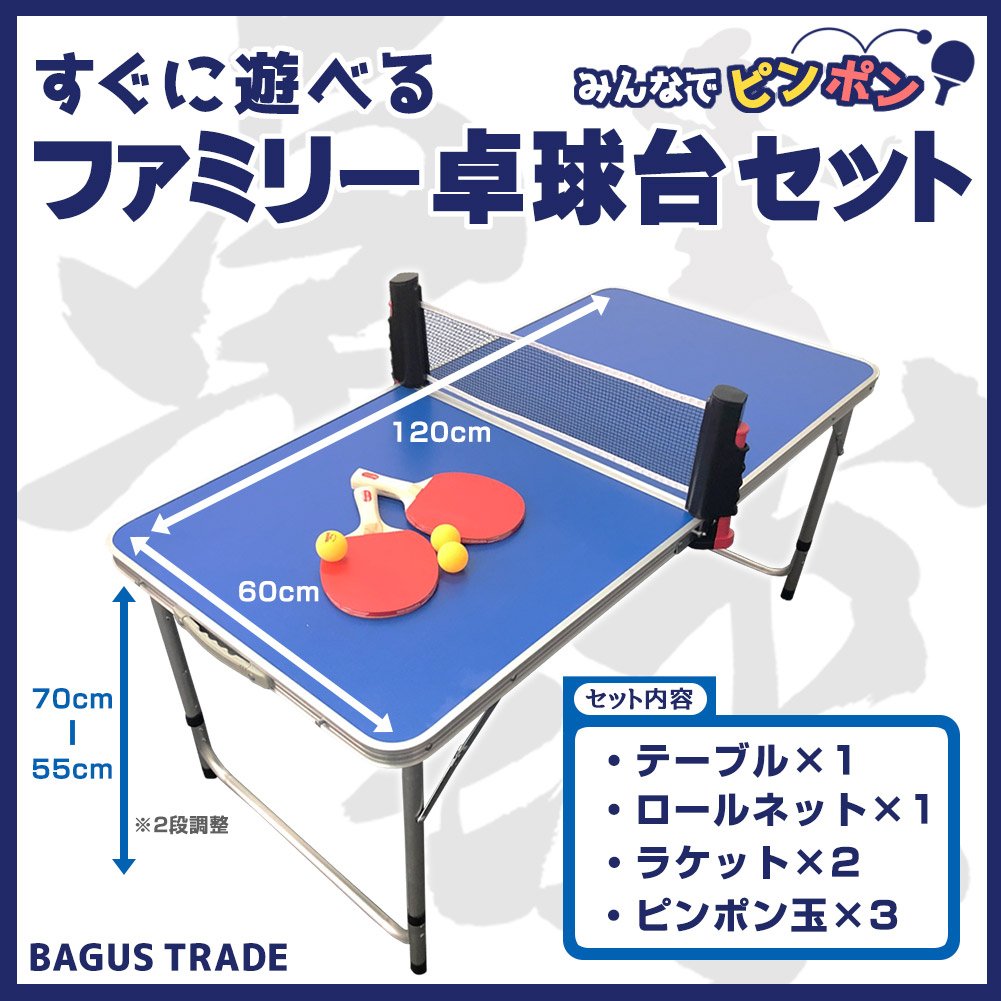 すぐに遊べる
みんなでピンポン
ファミリー卓球台セット
120cm
60cm
70cm
55cm
※2段調整
セット内容
・テーブル×1
・ロールネット×1
・ラケット×2
・ピンポン玉×3
BAGUS TRADE